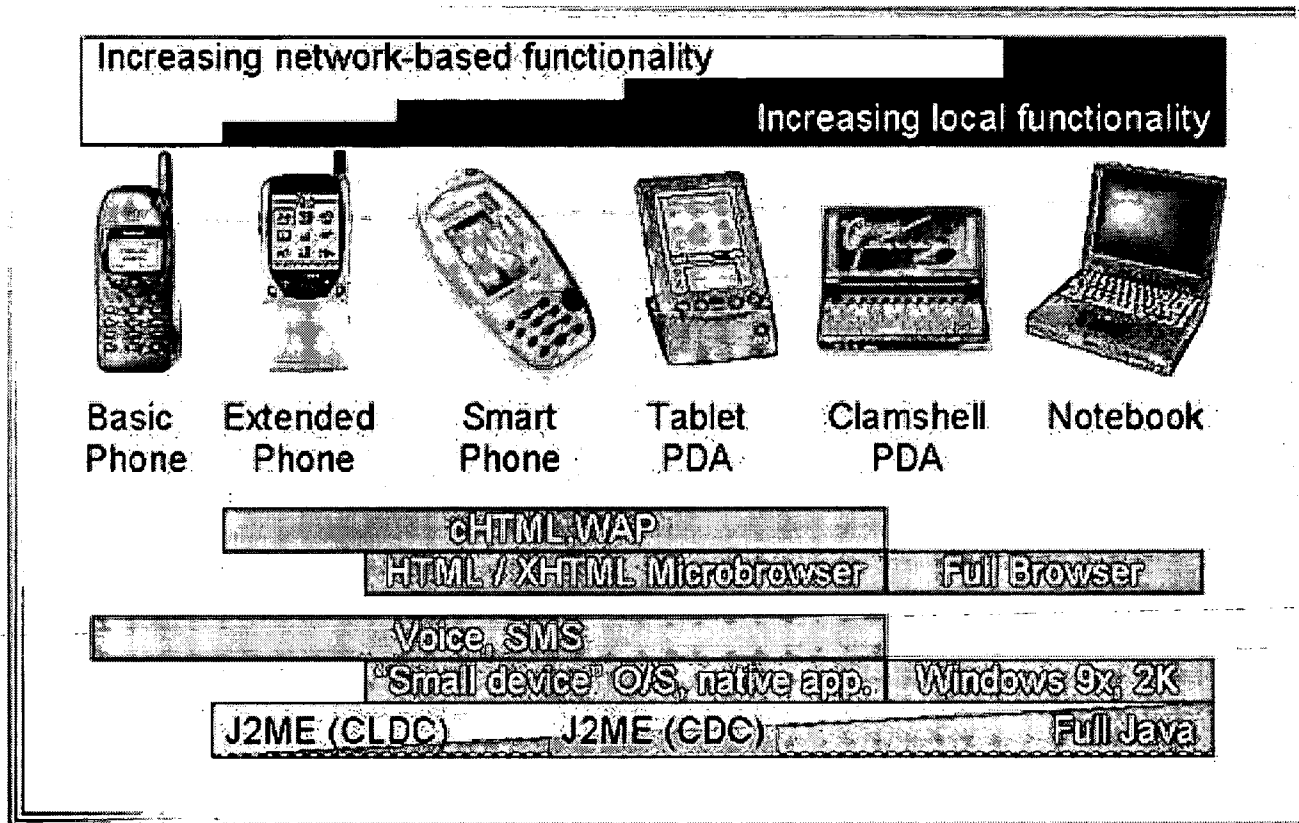 Increasing network-based functionality
Increasing local functionality
Basic Phone
Extended Phone
Smart Phone
Tablet PDA
Clamshell PDA
Notebook
cHTML,WAP
HTML / XHTML Microbrowser
Full Browser
Voice, SMS
"Small device" O/S, native app.
Windows 9x, 2K
J2ME (CLDC)
J2ME (CDC)
Full Java